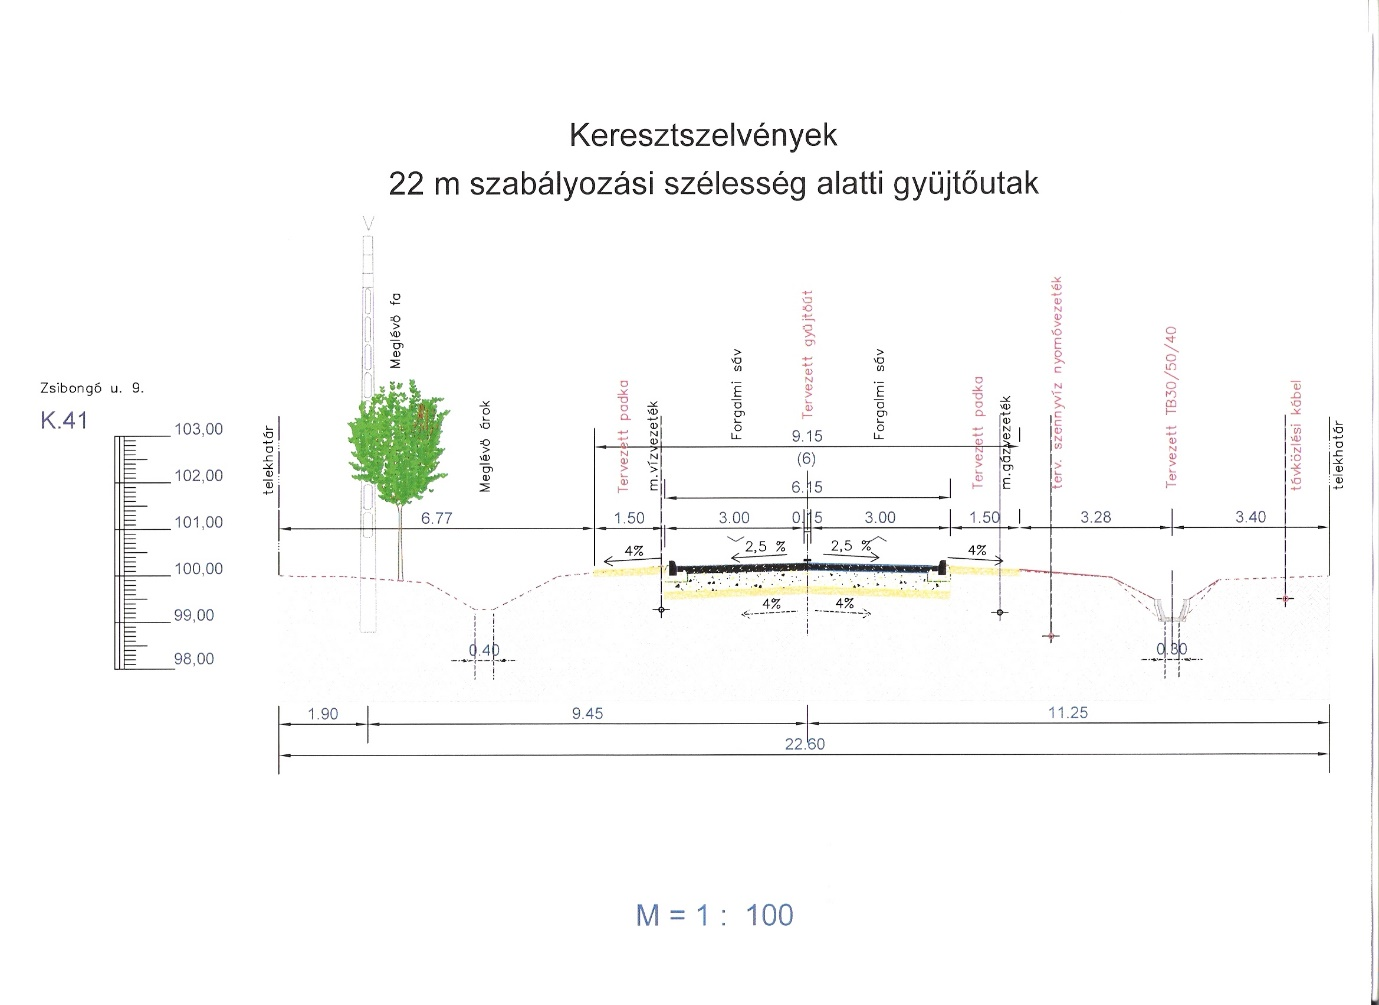 Keresztszelvények
22 m szabályozási szélesség alatti gyüjtőutak
Zsibongó u. 9.
K.41
103,00
102,00
101,00
100,00
99,00
98,00
telekhatár
Meglévő fa
Meglévő árok
Tervezett padka
m.vízvezeték
Forgalmi sáv
Tervezett gyűjtőút
Forgalmi sáv
Tervezett padka
m.gázvezeték
terv. szennyvíz nyomóvezeték
Tervezett TB30/50/40
távközlési kábel
telekhatár
9.15
(6)
6.15
6.77
1.50
3.00
0.15
3.00
1.50
3.28
3.40
4%
2,5 %
2,5 %
4%
4%
4%
0.40
0.30
1.90
9.45
11.25
22.60
M = 1 : 100